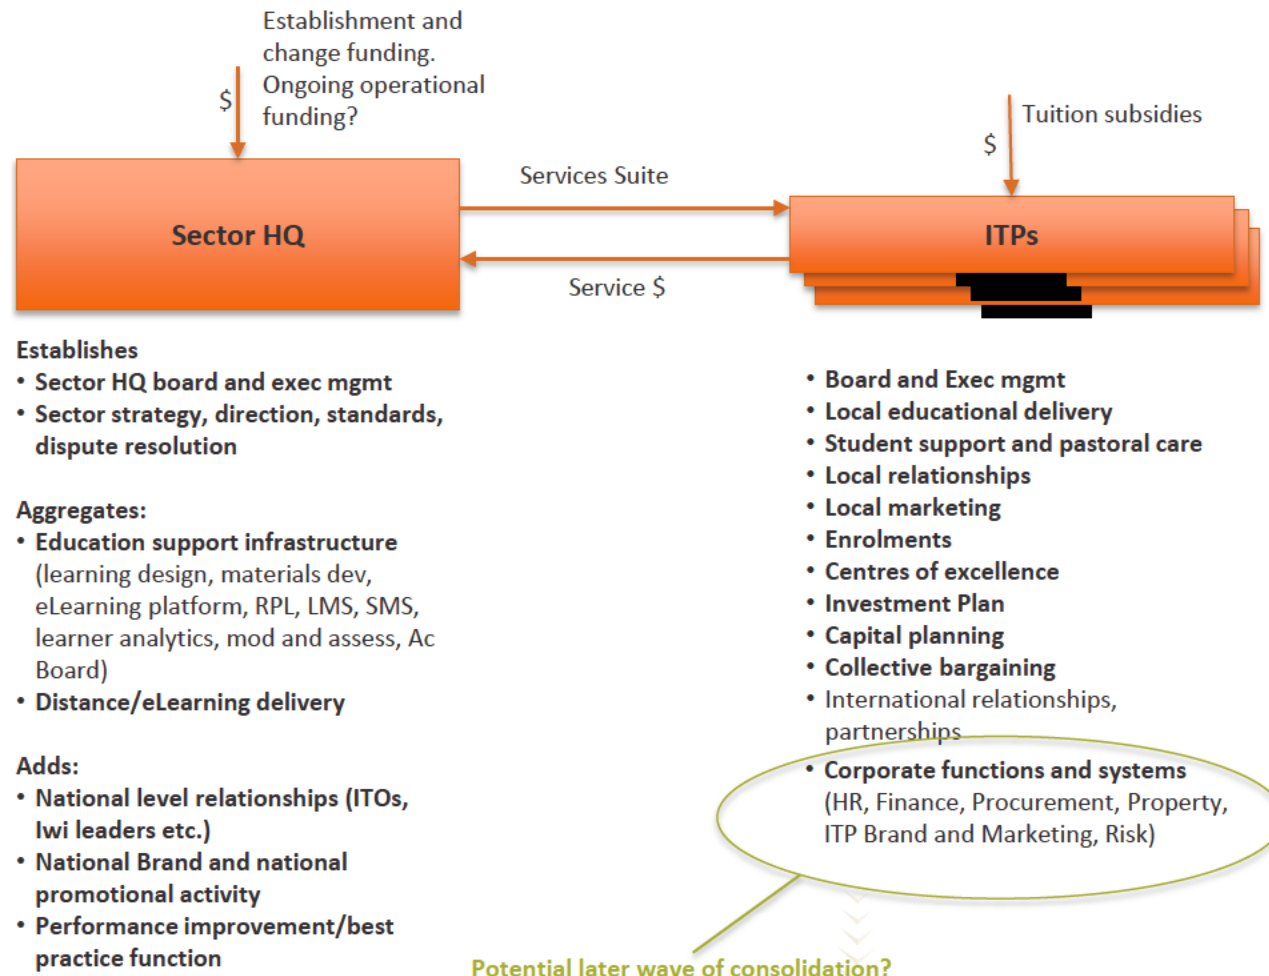 Establishment and
change funding.
Ongoing operational
funding?
$
Tuition subsidies
$
Services Suite
Sector HQ
ITPs
Service $
Establishes
• Sector HQ board and exec mgmt
• Sector strategy, direction, standards,
dispute resolution
Aggregates:
• Education support infrastructure
(learning design, materials dev,
eLearning platform, RPL, LMS, SMS,
learner analytics, mod and assess, Ac
Board)
• Distance/eLearning delivery
Adds:
• National level relationships (ITOs,
Iwi leaders etc.)
• National Brand and national
promotional activity
• Performance improvement/best
practice function
• Board and Exec mgmt
• Local educational delivery
• Student support and pastoral care
• Local relationships
• Local marketing
• Enrolments
• Centres of excellence
• Investment Plan
• Capital planning
• Collective bargaining
• International relationships,
partnerships
• Corporate functions and systems
(HR, Finance, Procurement, Property,
ITP Brand and Marketing, Risk)
Potential later wave of consolidation?